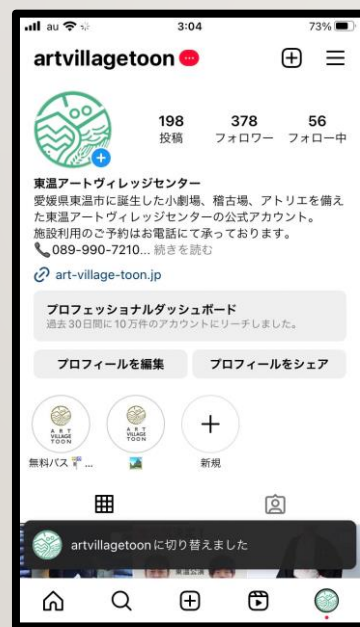 au 3:04 73%
artvillagetoon
198 378 56
投稿 フォロワー フォロー中
東温アートヴィレッジセンター
愛媛県東温市に誕生した小劇場、稽古場、アトリエを備え
た東温アートヴィレッジセンターの公式アカウント。
施設利用のご予約はお電話にて承っております。
📞089-990-7210... 続きを読む
art-village-toon.jp
プロフェッショナルダッシュボード
過去30日間に10万件のアカウントにリーチしました。
プロフィールを編集 プロフィールをシェア
ART
VILLAGE
TOON
ART
VILLAGE
TOON
無料バス🚏 ... 🏞️ 新規
artvillagetoonに切り替えました
東温公演